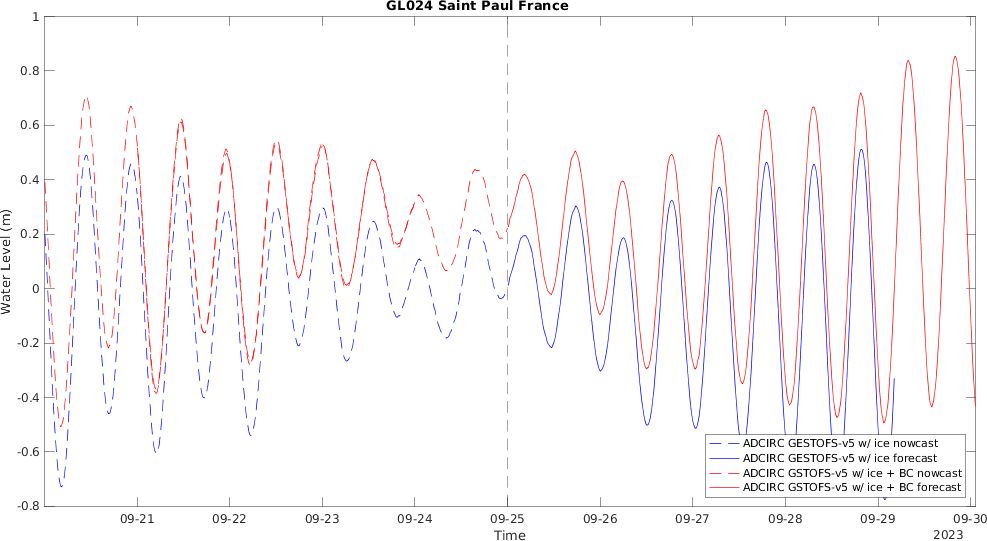 GL024 Saint Paul France
Water Level (m)
1
0.8
0.6
0.4
0.2
0
-0.2
-0.4
-0.6
-0.8
ADCIRC GESTOFS-v5 w/ ice nowcast
ADCIRC GESTOFS-v5 w/ ice forecast
ADCIRC GSTOFS-v5 w/ ice + BC nowcast
ADCIRC GSTOFS-v5 w/ ice + BC forecast
09-21 09-22 09-23 09-24 09-25 09-26 09-27 09-28 09-29 09-30
Time
2023